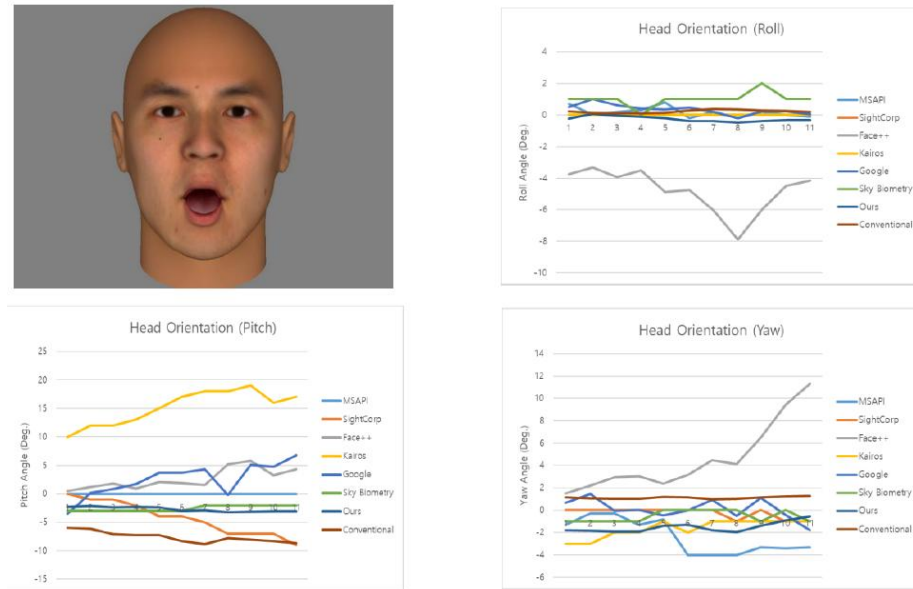 Head Orientation (Roll)
4
2
0
-2
-4
-6
-8
-10
Roll Angle (Deg.)
1 2 3 4 5 6 7 8 9 10 11
MSAPI
SightCorp
Face++
Kairos
Google
Sky Biometry
Ours
Conventional
Head Orientation (Pitch)
25
20
15
10
5
0
-5
-10
-15
Pitch Angle (Deg.)
MSAPI
SightCorp
Face++
Kairos
Google
Sky Biometry
Ours
Conventional
Head Orientation (Yaw)
14
12
10
8
6
4
2
0
-2
-4
-6
Yaw Angle (Deg.)
MSAPI
SightCorp
Face++
Kairos
Google
Sky Biometry
Ours
Conventional